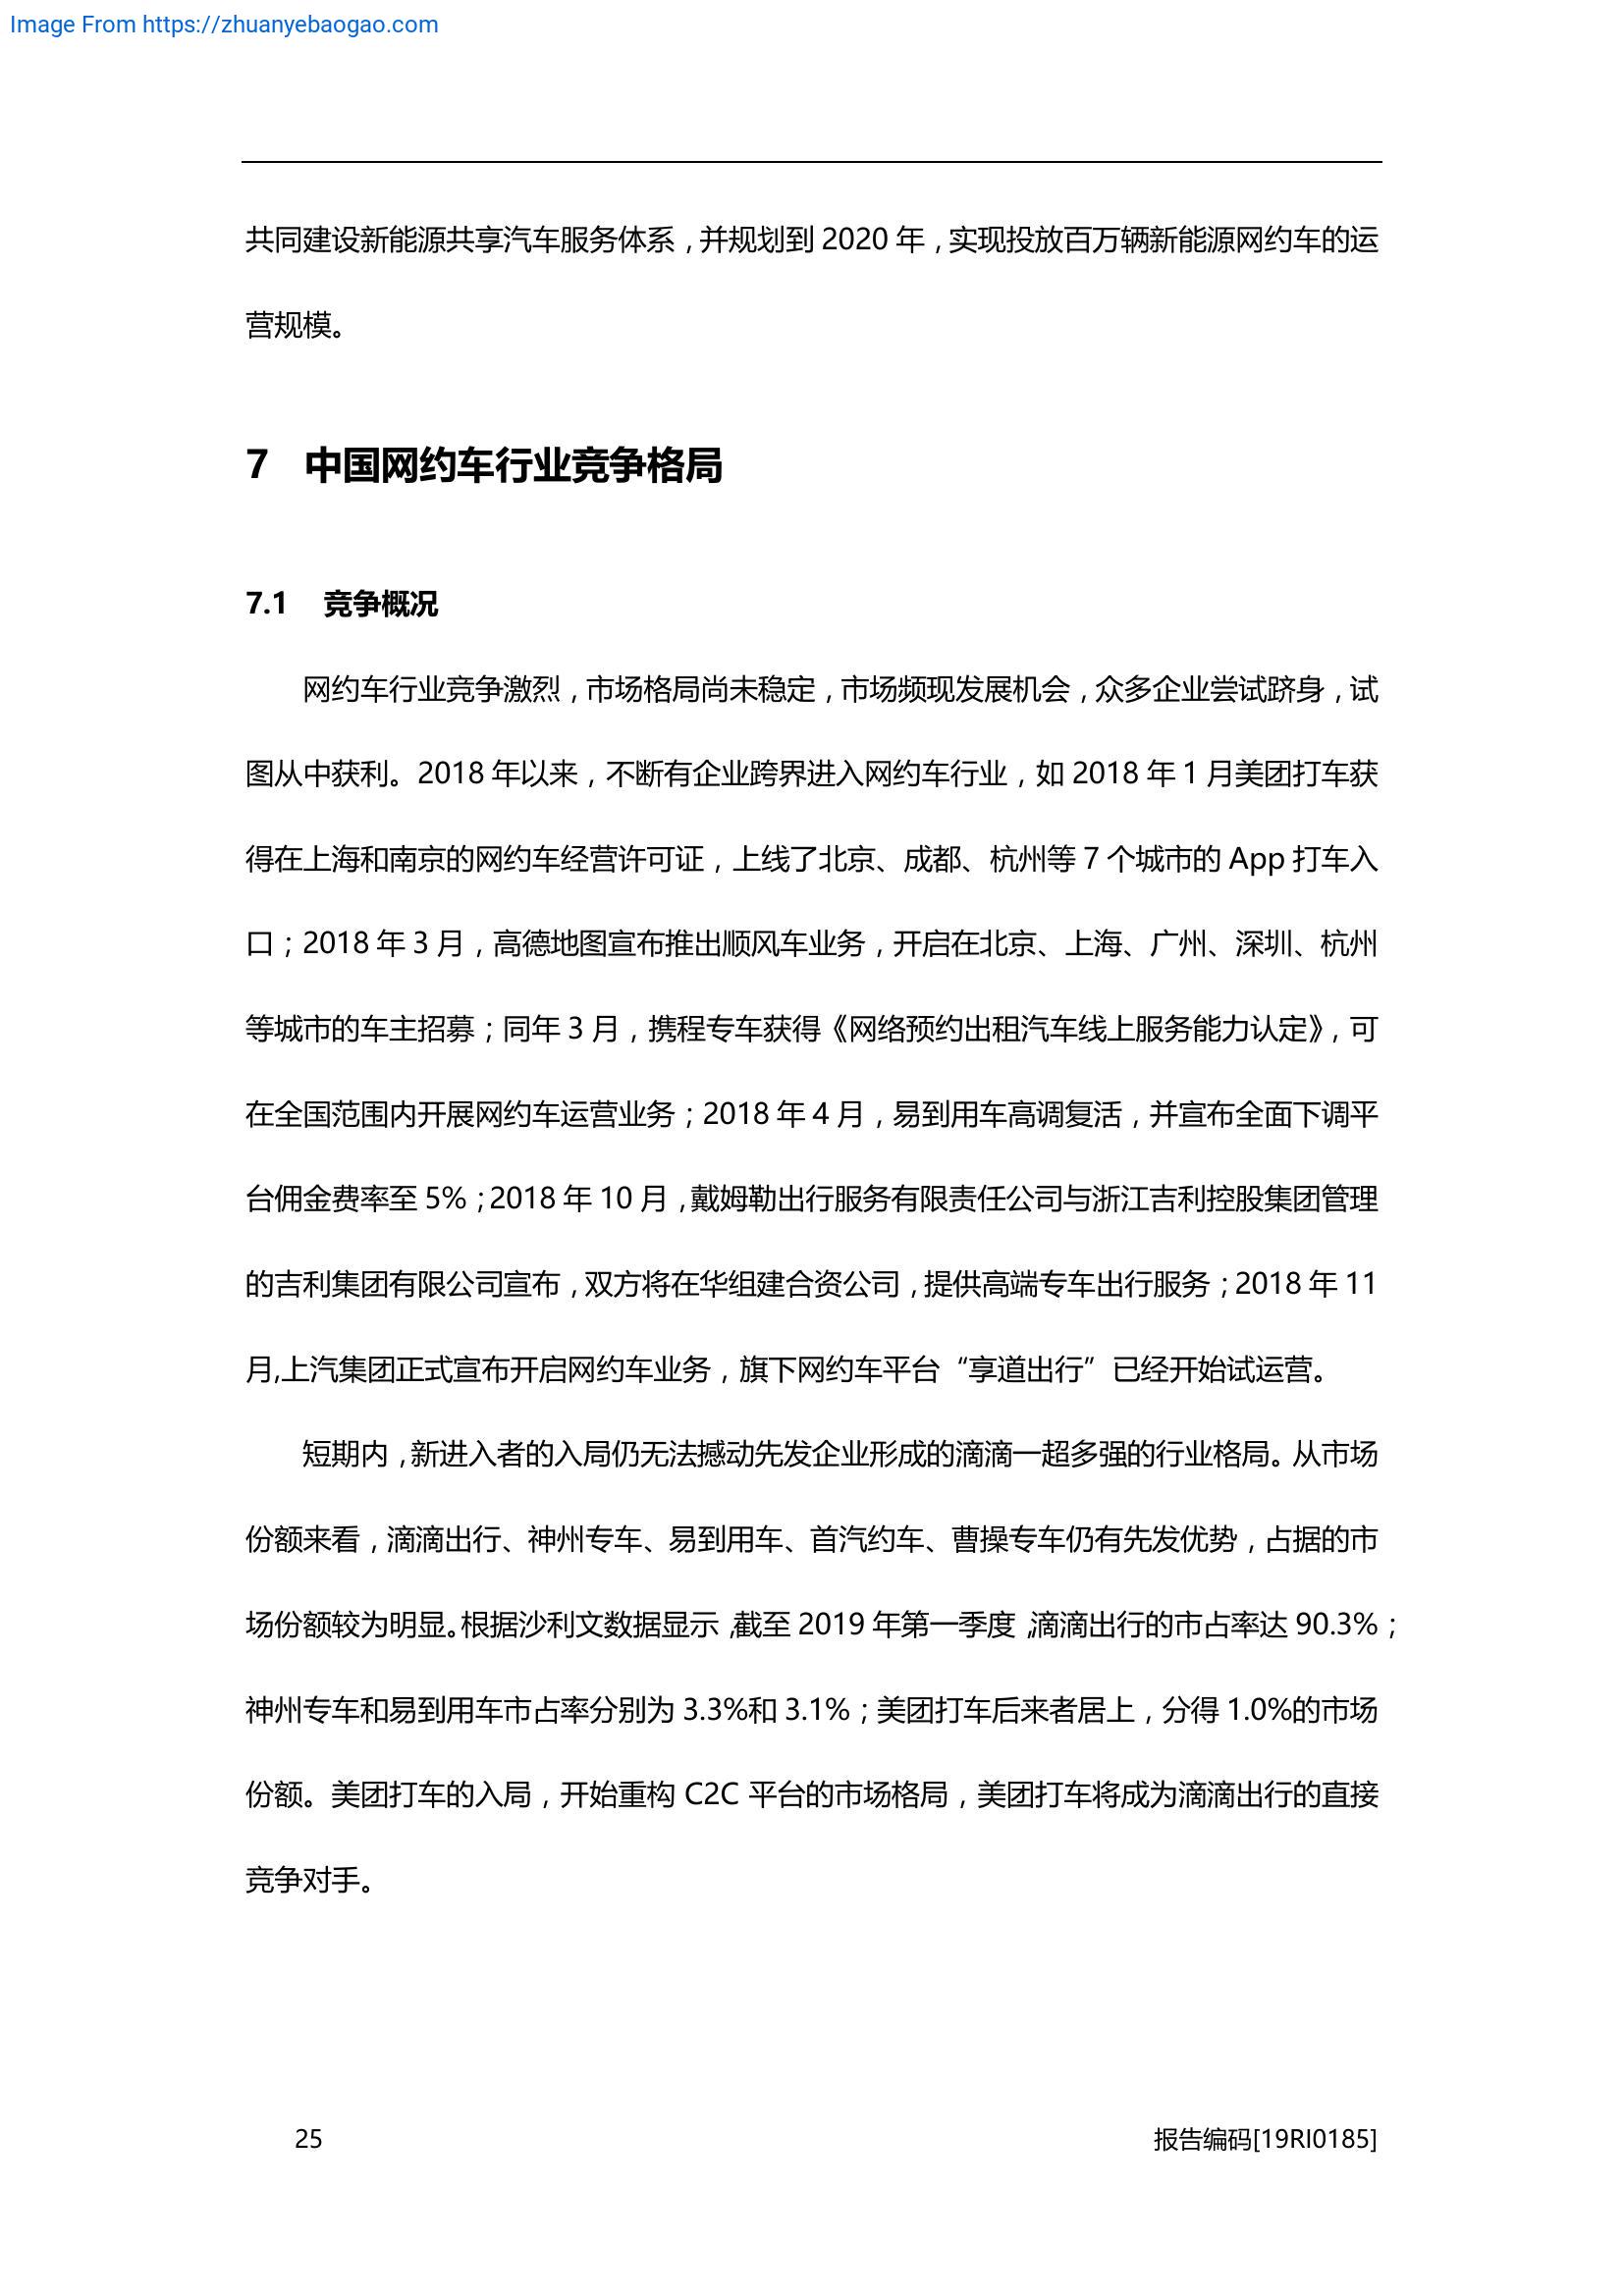 Image From https://zhuanyebaogao.com
共同建设新能源共享汽车服务体系，并规划到 2020 年，实现投放百万辆新能源网约车的运
营规模。
7 中国网约车行业竞争格局
7.1 竞争概况
网约车行业竞争激烈，市场格局尚未稳定，市场频现发展机会，众多企业尝试跻身，试
图从中获利。2018 年以来，不断有企业跨界进入网约车行业，如 2018 年 1 月美团打车获
得在上海和南京的网约车经营许可证，上线了北京、成都、杭州等 7 个城市的 App 打车入
口；2018 年 3 月，高德地图宣布推出顺风车业务，开启在北京、上海、广州、深圳、杭州
等城市的车主招募；同年 3 月，携程专车获得《网络预约出租汽车线上服务能力认定》，可
在全国范围内开展网约车运营业务；2018 年 4 月，易到用车高调复活，并宣布全面下调平
台佣金费率至 5%；2018 年 10 月，戴姆勒出行服务有限责任公司与浙江吉利控股集团管理
的吉利集团有限公司宣布，双方将在华组建合资公司，提供高端专车出行服务；2018 年 11
月,上汽集团正式宣布开启网约车业务，旗下网约车平台“享道出行”已经开始试运营。
短期内，新进入者的入局仍无法撼动先发企业形成的滴滴一超多强的行业格局。从市场
份额来看，滴滴出行、神州专车、易到用车、首汽约车、曹操专车仍有先发优势，占据的市
场份额较为明显。根据沙利文数据显示，截至 2019 年第一季度，滴滴出行的市占率达 90.3%；
神州专车和易到用车市占率分别为 3.3%和 3.1%；美团打车后来者居上，分得 1.0%的市场
份额。美团打车的入局，开始重构 C2C 平台的市场格局，美团打车将成为滴滴出行的直接
竞争对手。
25 报告编码[19RI0185]